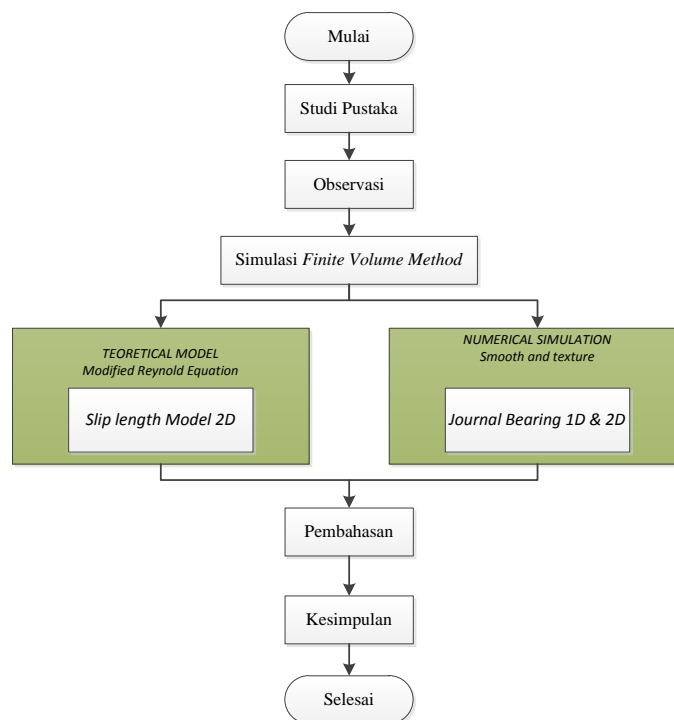 Mulai
Studi Pustaka
Observasi
Simulasi Finite Volume Method
TEORETICAL MODEL
Modified Reynold Equation
Slip length Model 2D
NUMERICAL SIMULATION
Smooth and texture
Journal Bearing 1D & 2D
Pembahasan
Kesimpulan
Selesai